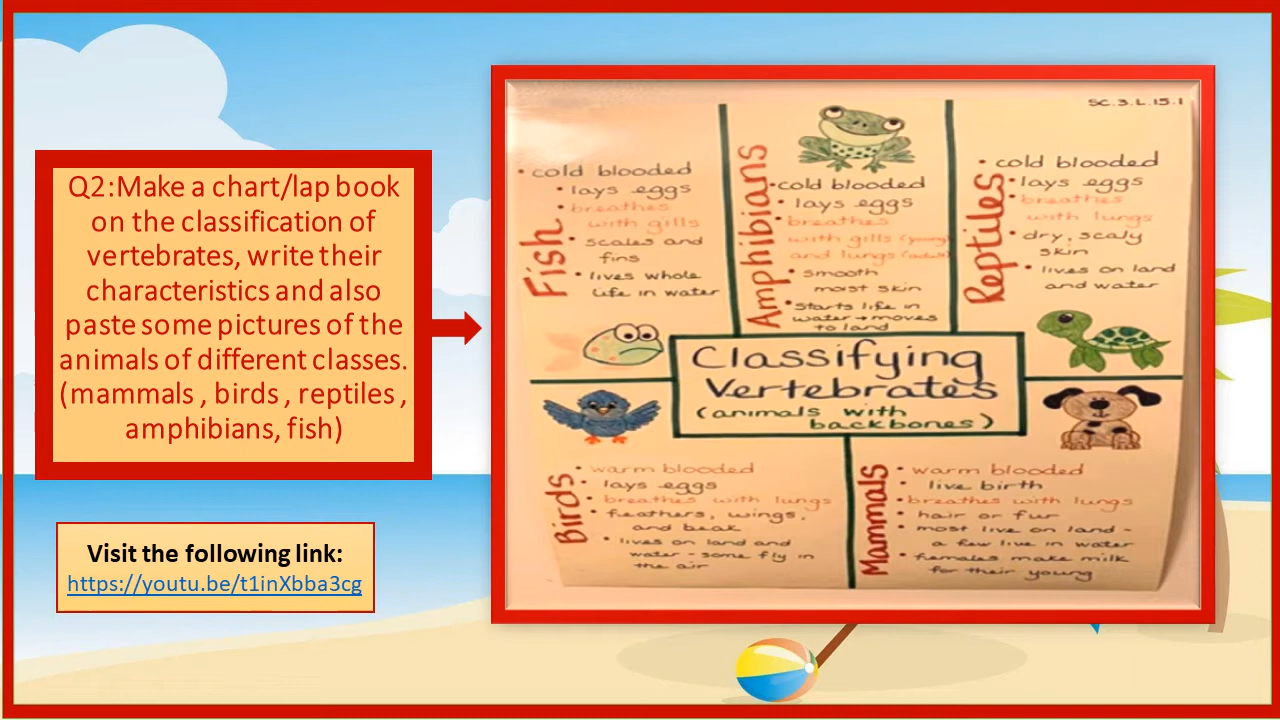 Q2:Make a chart/lap book
on the classification of
vertebrates, write their
characteristics and also
paste some pictures of the
animals of different classes.
(mammals , birds , reptiles ,
amphibians, fish)
Visit the following link:
https://youtu.be/t1inXbba3cg
SC.3.L.15.1
Fish
• cold blooded
• lays eggs
• breathes
with gills
• scales and
fins
• lives whole
life in water
Amphibians
• cold blooded
• lays eggs
• breathes
with gills (young)
and lungs (adult)
• smooth
moist skin
• starts life in
water → moves
to land
Reptiles
• cold blooded
• lays eggs
• breathes
with lungs
• dry, scaly
skin
• lives on land
and water
Classifying
Vertebrates
(animals with
backbones)
Birds
• warm blooded
• lays eggs
• breathes with lungs
• feathers, wings,
and beak
• lives on land and
water - some fly in
the air
Mammals
• warm blooded
• live birth
• breathes with lungs
• hair or fur
• most live on land -
a few live in water
• females make milk
for their young